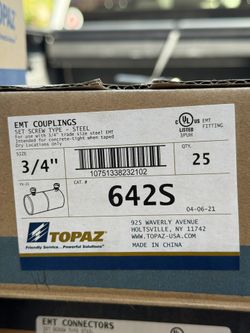 TOPAZ
EMT COUPLINGS
SET SCREW TYPE - STEEL
For use with 3/4" trade size steel EMT
Intended for concrete-tight when taped
Dry locations Only
UL
LISTED
EMT
FITTING
SIZE
3/4"
10751338232102
QTY.
25
CAT.#
642S
04-06-21
TOPAZ
Friendly Service...Powerful Solutions
925 WAVERLY AVENUE
HOLTSVILLE, NY 11742
WWW.TOPAZ-USA.COM
MADE IN CHINA
EMT CONNECTORS